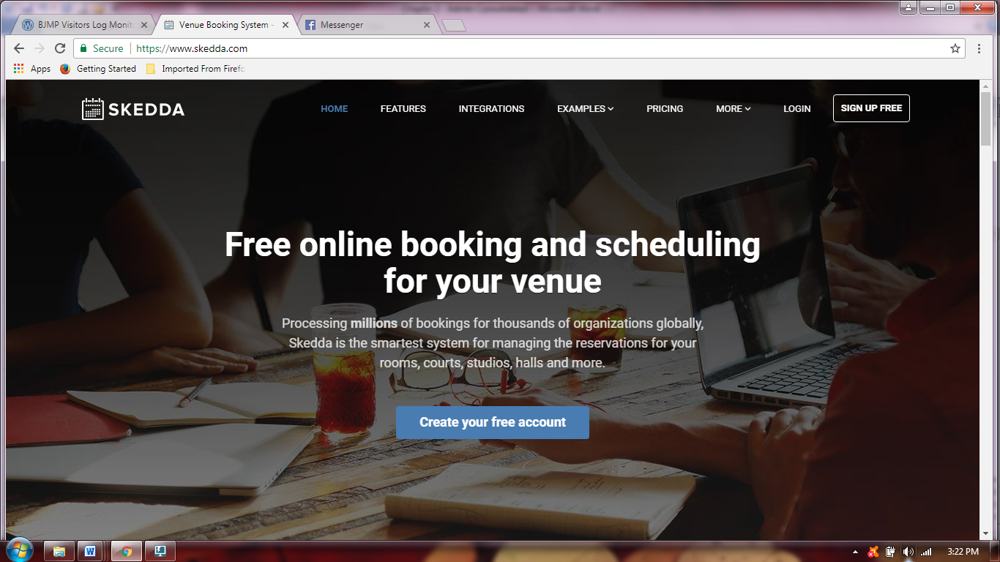 BJMP Visitors Log Monit
Venue Booking System -
Messenger
Secure
https://www.skedda.com
Apps
Getting Started
Imported From Firefo
SKEDDA
HOME
FEATURES
INTEGRATIONS
EXAMPLES
PRICING
MORE
LOGIN
SIGN UP FREE
Free online booking and scheduling
for your venue
Processing millions of bookings for thousands of organizations globally,
Skedda is the smartest system for managing the reservations for your
rooms, courts, studios, halls and more.
Create your free account
3:22 PM